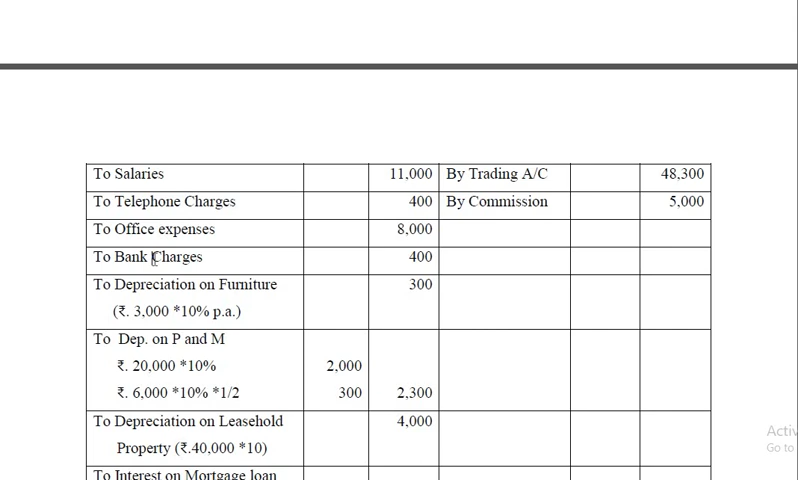 To Salaries 11,000 By Trading A/C 48,300
To Telephone Charges 400 By Commission 5,000
To Office expenses 8,000
To Bank Charges 400
To Depreciation on Furniture 300
(₹. 3,000 *10% p.a.)
To Dep. on P and M
₹. 20,000 *10% 2,000
₹. 6,000 *10% *1/2 300 2,300
To Depreciation on Leasehold 4,000
Property (₹.40,000 *10)
To Interest on Mortgage loan
Activ
Go to